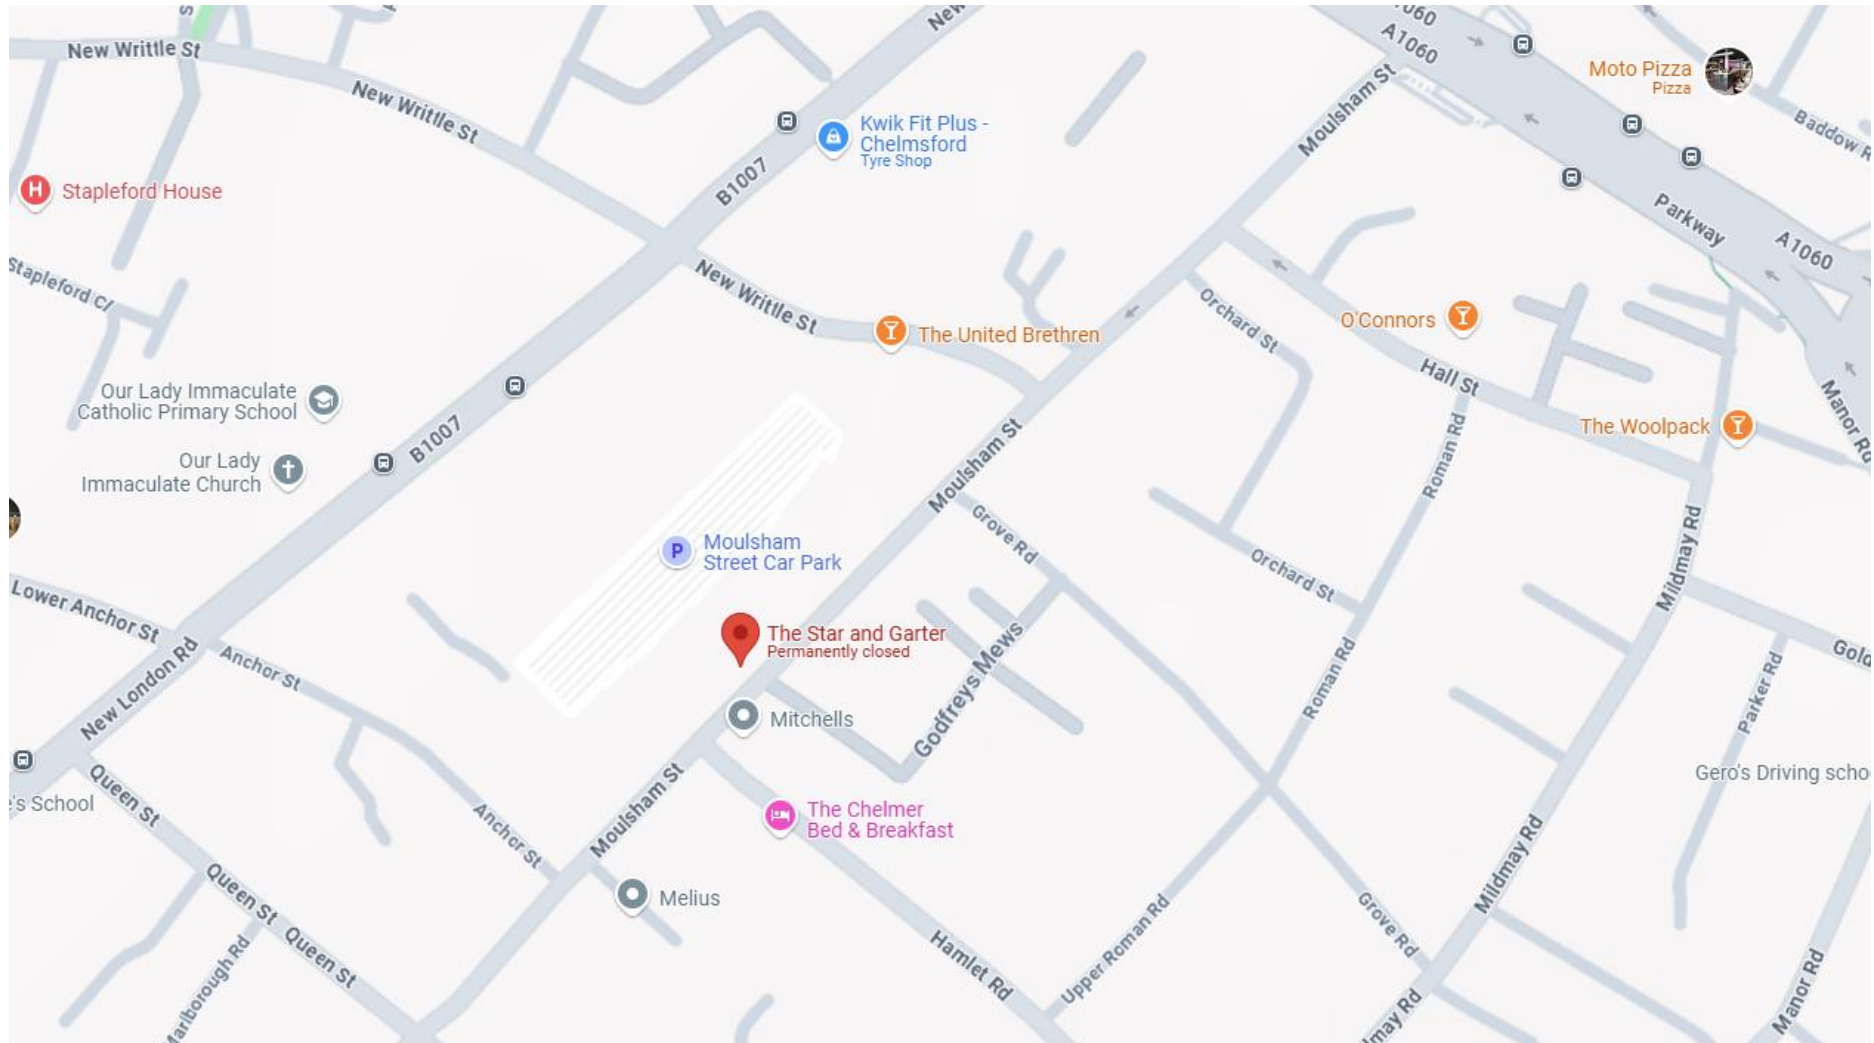 New Writtle St
New Writtle St
A1060
Moulsham St
Moto Pizza
Pizza
Baddow
Kwik Fit Plus -
Chelmsford
Tyre Shop
B1007
Stapleford House
H
Parkway
A1060
Stapleford Cl
New Writtle St
The United Brethren
Orchard St
O'Connors
Hall St
Manor Rd
Our Lady Immaculate
Catholic Primary School
B1007
Our Lady
Immaculate Church
Moulsham St
Roman Rd
The Woolpack
Grove Rd
P
Moulsham
Street Car Park
Orchard St
Mildmay Rd
Lower Anchor St
The Star and Garter
Permanently closed
Anchor St
New London Rd
Godfreys Mews
Roman Rd
Parker Rd
Mitchells
Queen St
School
Moulsham St
Anchor St
The Chelmer
Bed & Breakfast
Gero's Driving
Mildmay Rd
Melius
Queen St
Queen St
Marlborough Rd
Hamlet Rd
Upper Roman Rd
Grove Rd
Manor Rd